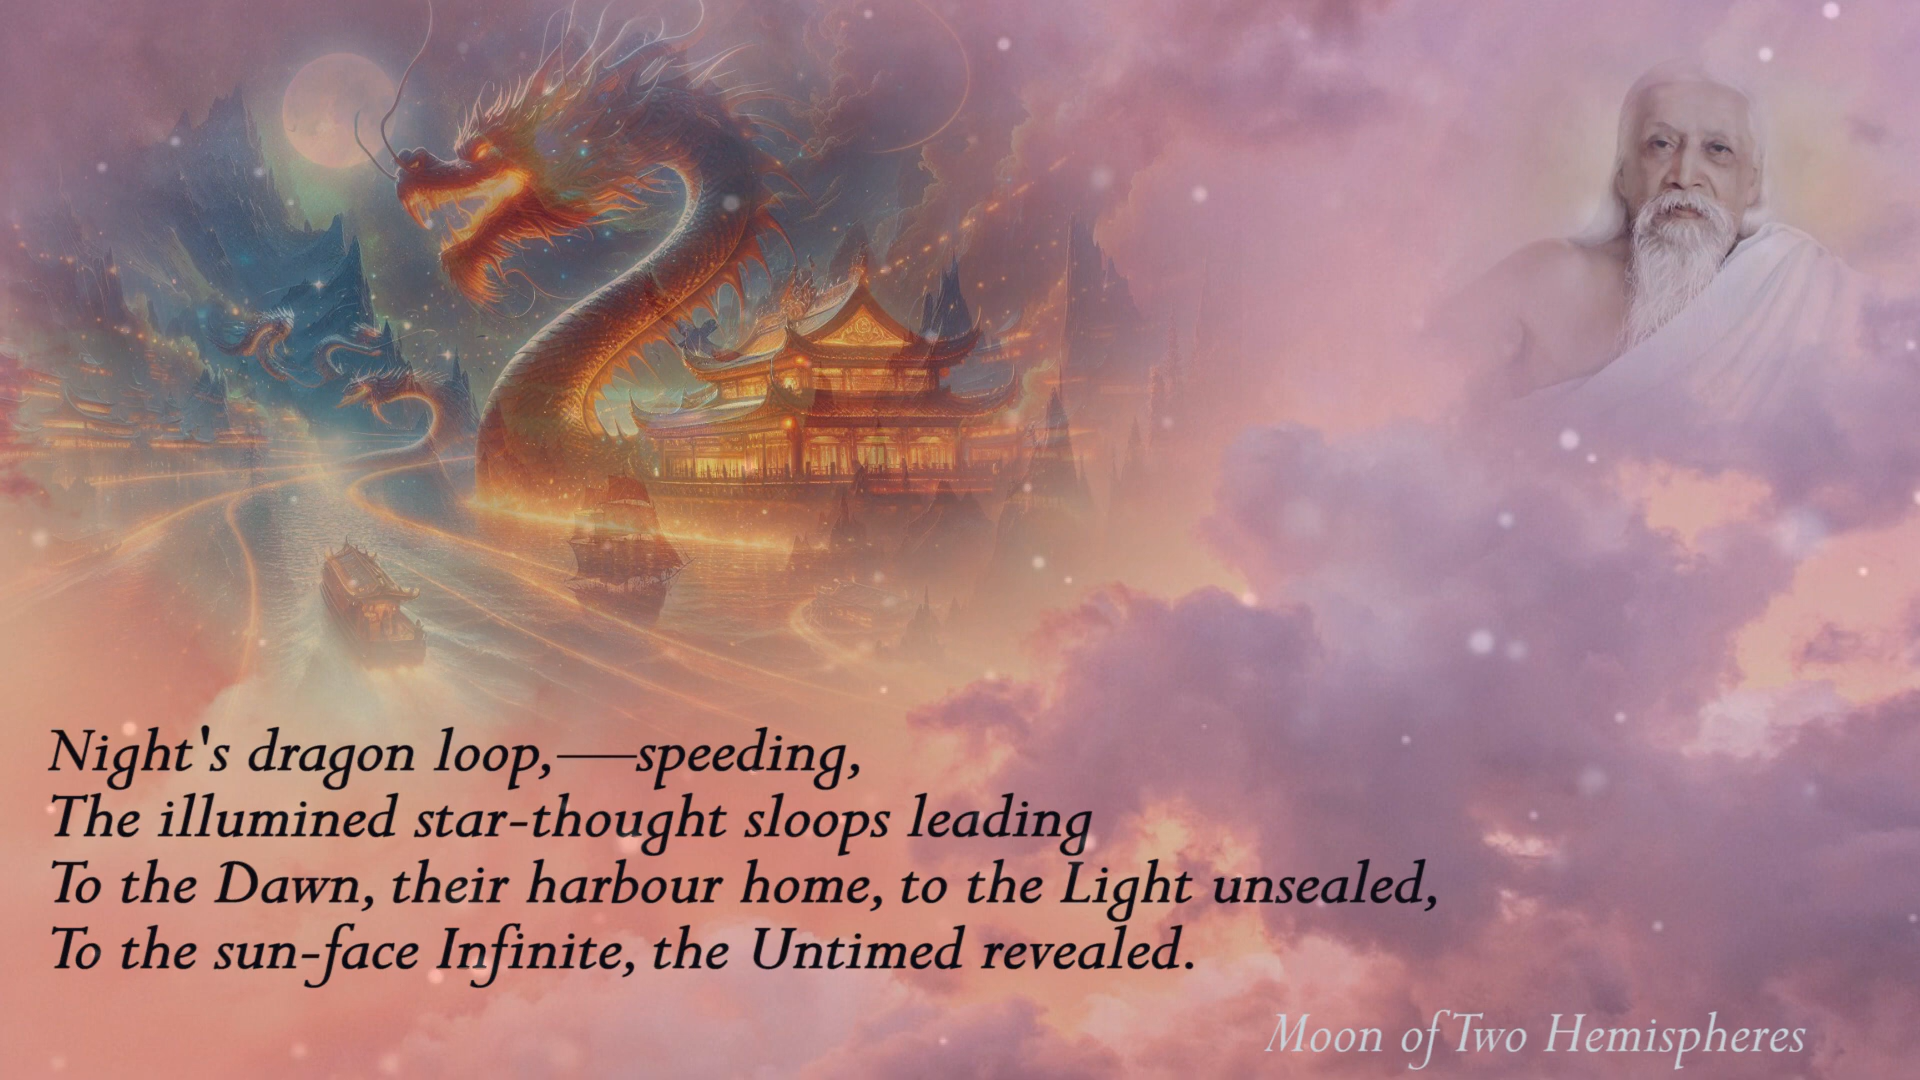 Night's dragon loop,—speeding,
The illumined star-thought sloops leading
To the Dawn, their harbour home, to the Light unsealed,
To the sun-face Infinite, the Untimed revealed.
Moon of Two Hemispheres